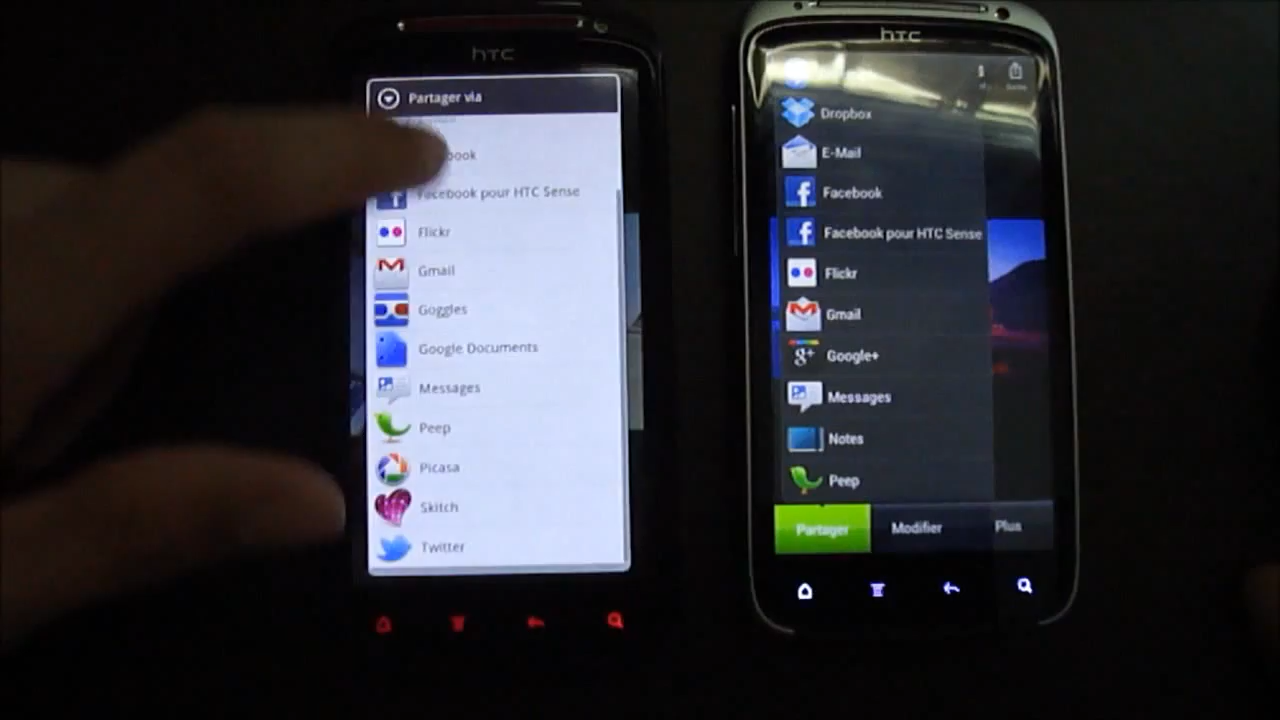 hTC
Partager via
book
Facebook pour HTC Sense
Flickr
Gmail
Goggles
Google Documents
Messages
Peep
Picasa
Skitch
Twitter
hTC
Dropbox
E-Mail
Facebook
Facebook pour HTC Sense
Flickr
Gmail
Google+
Messages
Notes
Peep
Partager
Modifier
Plus